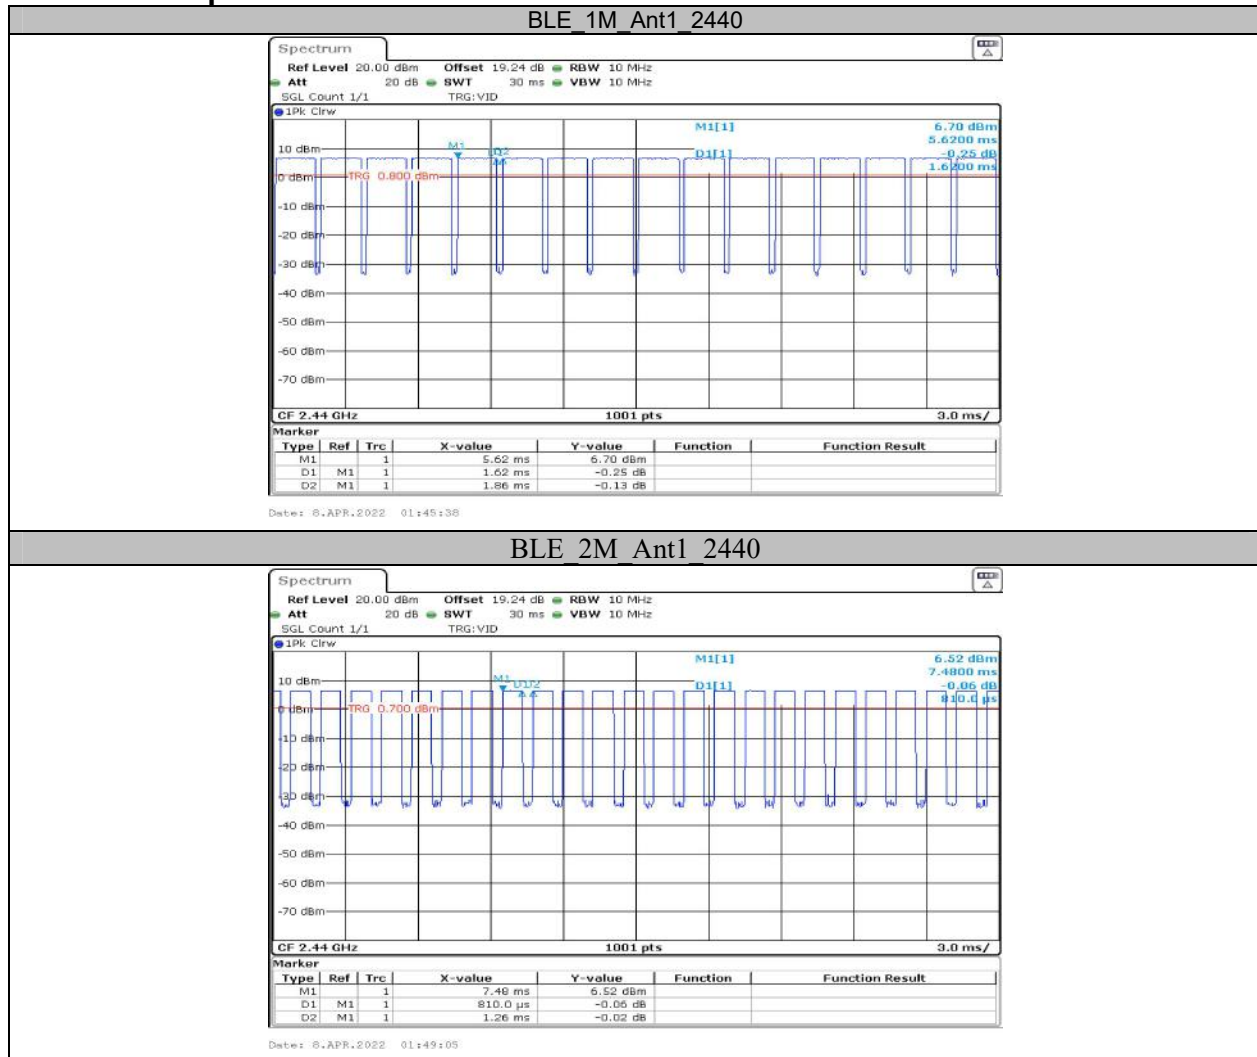 BLE_1M_Ant1_2440
Spectrum
Ref Level 20.00 dBm Offset 19.24 dB RBW 10 MHz
Att 20 dB SWT 30 ms VBW 10 MHz
SGL Count 1/1 TRG:VID
1Pk Clrw
M1[1] 6.70 dBm
5.6200 ms
10 dBm M1 D1[1] -0.25 dB
1.6200 ms
0 dBm TRG 0.800 dBm
-10 dBm
-20 dBm
-30 dBm
-40 dBm
-50 dBm
-60 dBm
-70 dBm
CF 2.44 GHz 1001 pts 3.0 ms/
Marker
Type Ref Trc X-value Y-value Function Function Result
M1 1 5.62 ms 6.70 dBm
D1 M1 1 1.62 ms -0.25 dB
D2 M1 1 1.86 ms -0.13 dB
Date: 8.APR.2022 01:45:38
BLE_2M_Ant1_2440
Spectrum
Ref Level 20.00 dBm Offset 19.24 dB RBW 10 MHz
Att 20 dB SWT 30 ms VBW 10 MHz
SGL Count 1/1 TRG:VID
1Pk Clrw
M1[1] 6.52 dBm
7.4800 ms
10 dBm M1 D1D2 D1[1] -0.06 dB
810.0 µs
0 dBm TRG 0.700 dBm
-10 dBm
-20 dBm
-30 dBm
-40 dBm
-50 dBm
-60 dBm
-70 dBm
CF 2.44 GHz 1001 pts 3.0 ms/
Marker
Type Ref Trc X-value Y-value Function Function Result
M1 1 7.48 ms 6.52 dBm
D1 M1 1 810.0 µs -0.06 dB
D2 M1 1 1.26 ms -0.02 dB
Date: 8.APR.2022 01:49:05